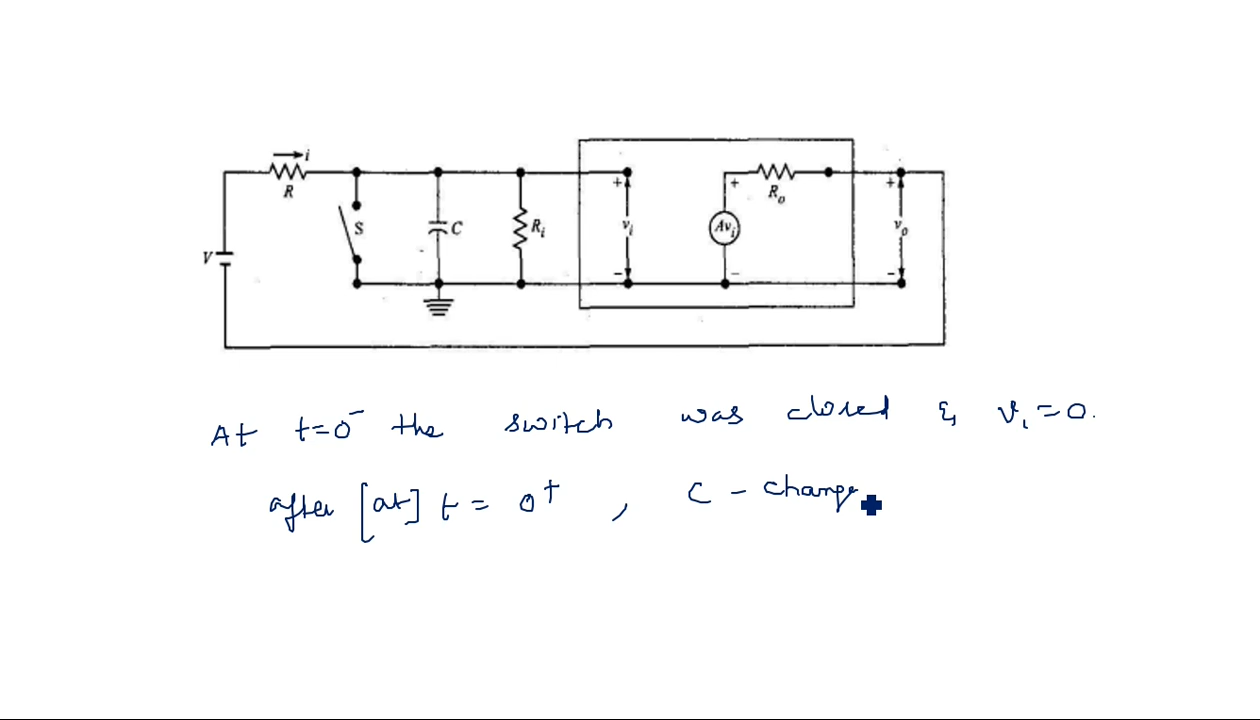 i
R
S
C
R_i
V
+
v_i
-
+
Av_i
-
R_o
+
v_o
-
At t=0⁻ the switch was closed & v_i = 0.
after [at] t = 0⁺ , C - charge